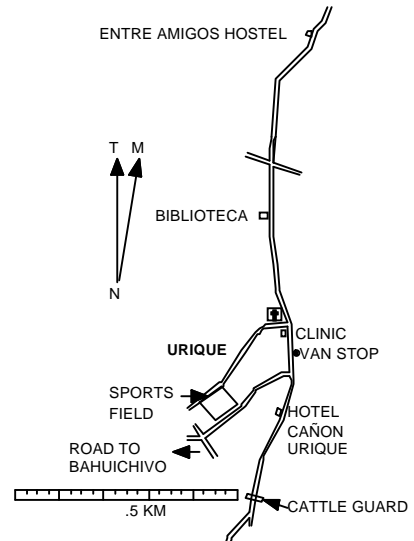 ENTRE AMIGOS HOSTEL
T M
BIBLIOTECA
N
CLINIC
URIQUE
VAN STOP
SPORTS
FIELD
HOTEL
CAÑON
URIQUE
ROAD TO
BAHUICHIVO
.5 KM
CATTLE GUARD